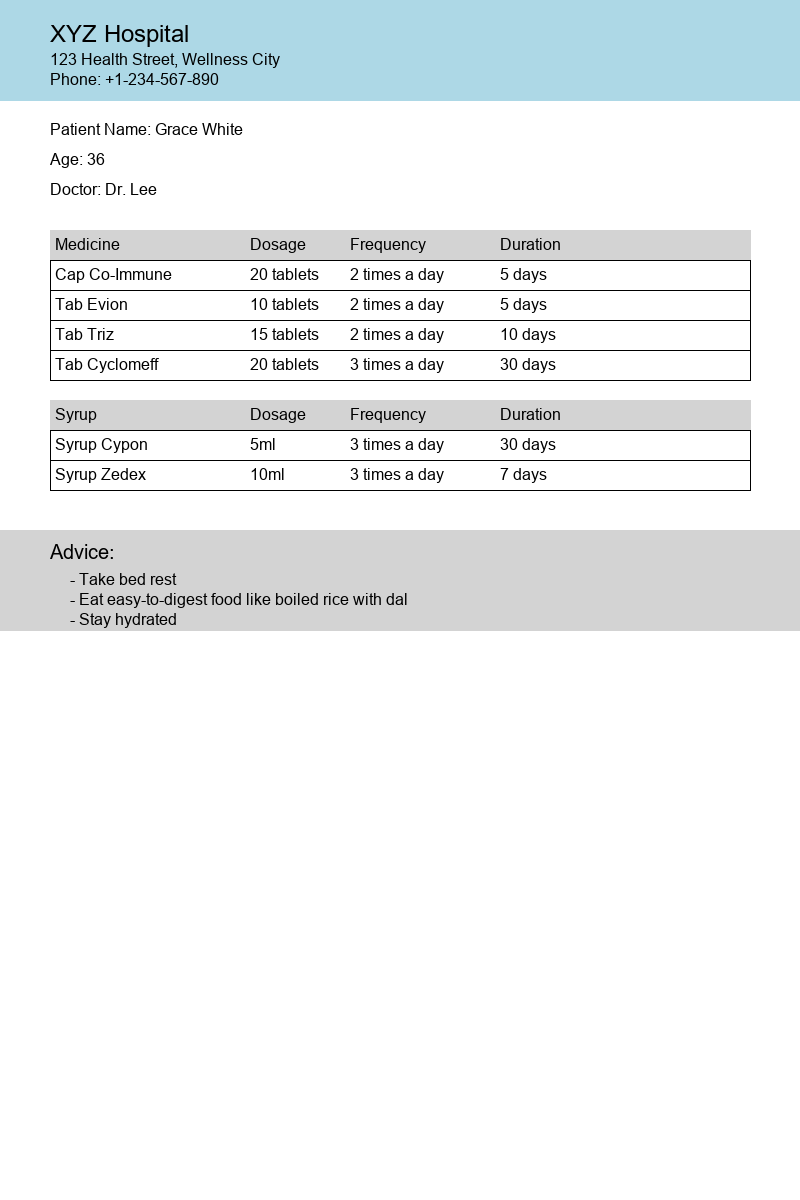 XYZ Hospital
123 Health Street, Wellness City
Phone: +1-234-567-890
Patient Name: Grace White
Age: 36
Doctor: Dr. Lee
Medicine Dosage Frequency Duration
Cap Co-Immune 20 tablets 2 times a day 5 days
Tab Evion 10 tablets 2 times a day 5 days
Tab Triz 15 tablets 2 times a day 10 days
Tab Cyclomeff 20 tablets 3 times a day 30 days
Syrup Dosage Frequency Duration
Syrup Cypon 5ml 3 times a day 30 days
Syrup Zedex 10ml 3 times a day 7 days
Advice:
- Take bed rest
- Eat easy-to-digest food like boiled rice with dal
- Stay hydrated